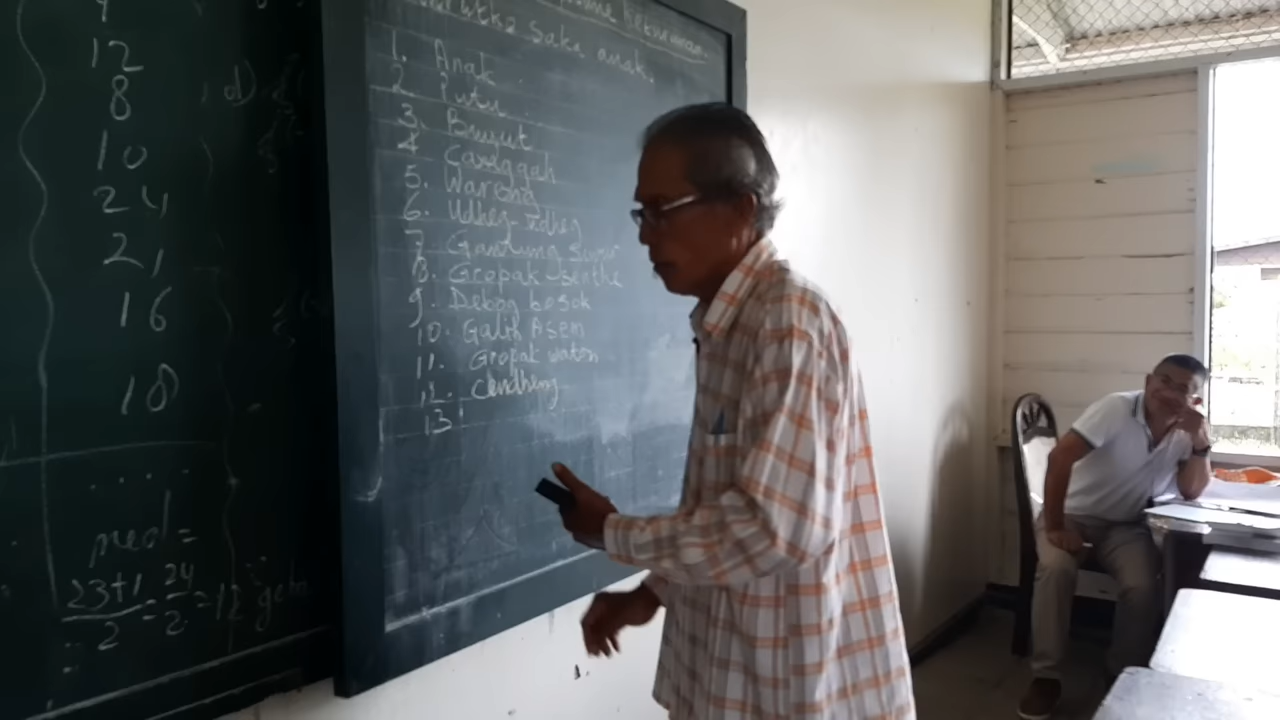 12
8
10
24
21
16
18
med =
23+1 = 24 = 12
2 2
d)
saka anak.
1. Anak
2. Putu
3. Buyut
4 Canggah
5. Wareng
6. Udheg-udheg
7 Gantung Siwur
8. Gropak senthe
9. Debog bosok
10. Galih Asem
11. Gropak waton
12. Cendheng
13